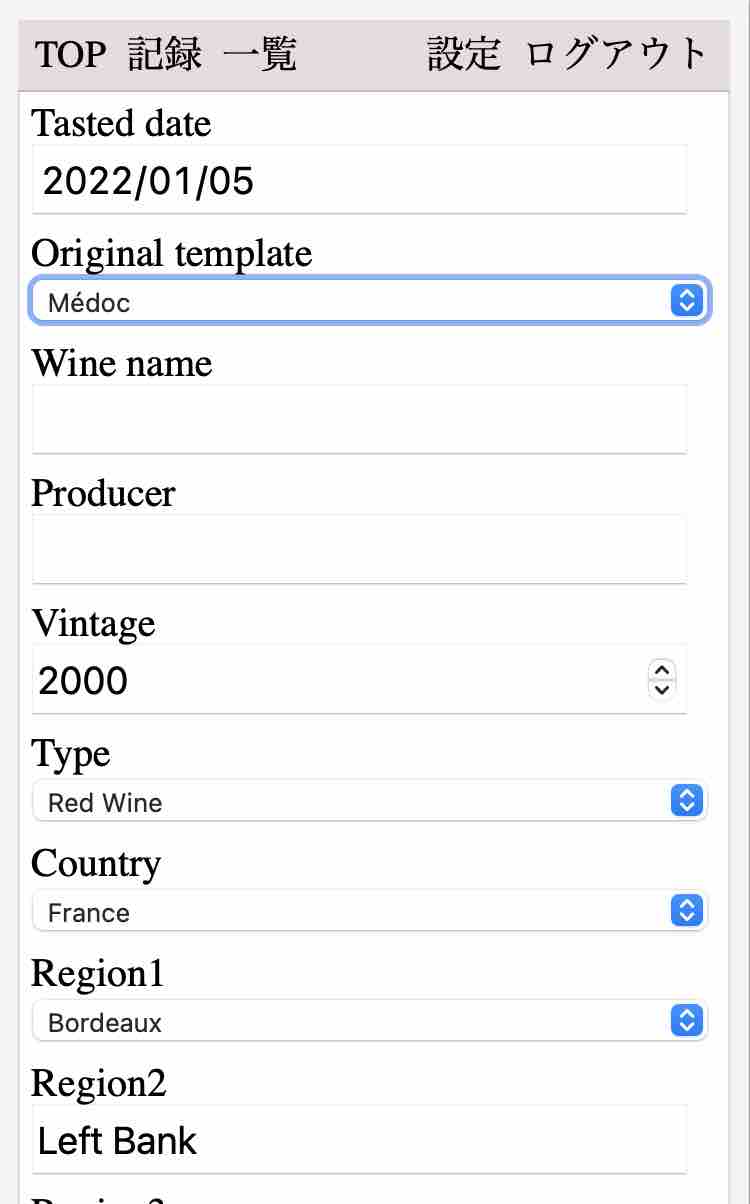 TOP 記録 一覧 設定 ログアウト
Tasted date
2022/01/05
Original template
Médoc
Wine name
Producer
Vintage
2000
Type
Red Wine
Country
France
Region1
Bordeaux
Region2
Left Bank